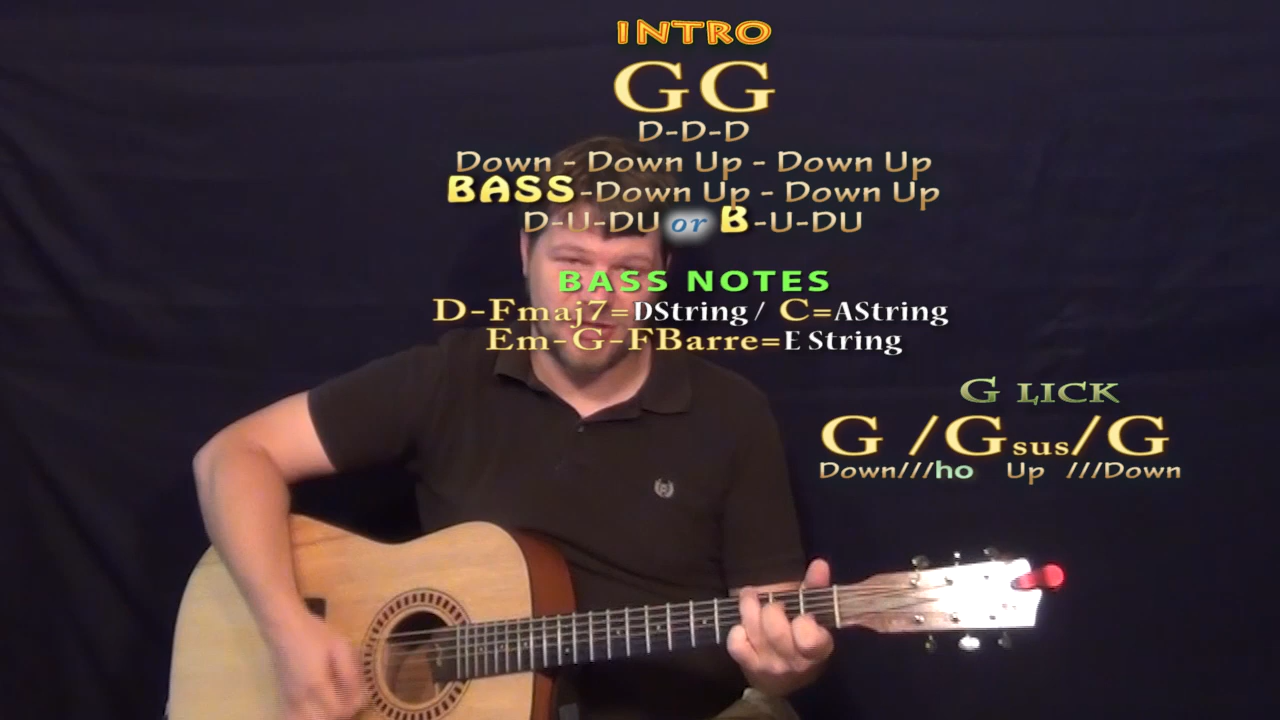 INTRO
GG
D-D-D
Down - Down Up - Down Up
BASS-Down Up - Down Up
D-U-DU or B-U-DU
BASS NOTES
D-Fmaj7=DString / C=AString
Em-G-FBarre=E String
G LICK
G /Gsus/G
Down///ho Up ///Down